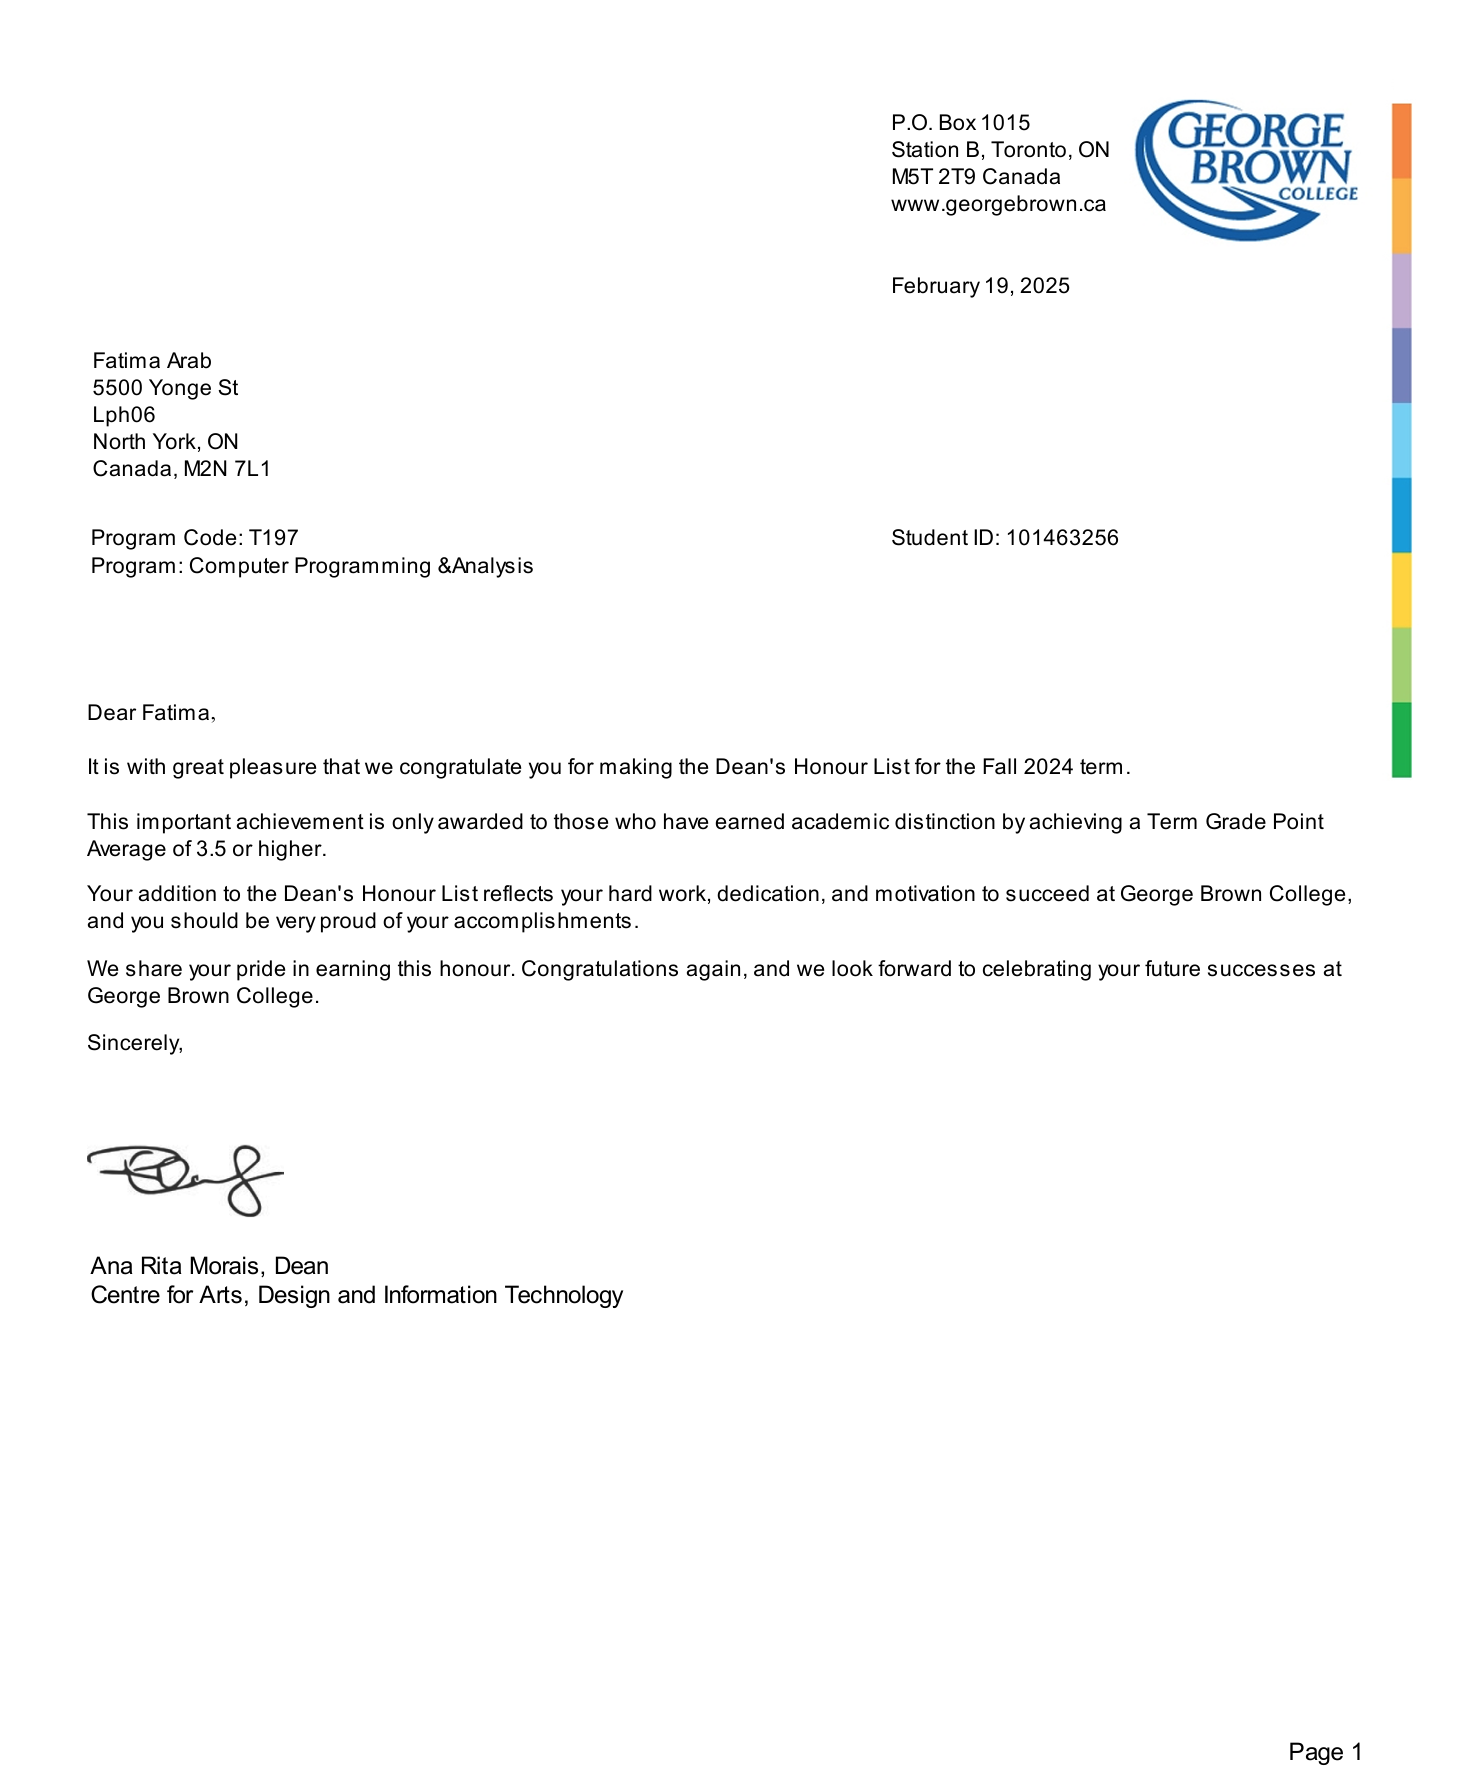 P.O. Box 1015
Station B, Toronto, ON
M5T 2T9 Canada
www.georgebrown.ca
GEORGE
BROWN
COLLEGE
February 19, 2025
Fatima Arab
5500 Yonge St
Lph06
North York, ON
Canada, M2N 7L1
Program Code: T197
Student ID: 101463256
Program: Computer Programming &Analysis
Dear Fatima,
It is with great pleasure that we congratulate you for making the Dean's Honour List for the Fall 2024 term.
This important achievement is only awarded to those who have earned academic distinction by achieving a Term Grade Point
Average of 3.5 or higher.
Your addition to the Dean's Honour List reflects your hard work, dedication, and motivation to succeed at George Brown College,
and you should be very proud of your accomplishments.
We share your pride in earning this honour. Congratulations again, and we look forward to celebrating your future successes at
George Brown College.
Sincerely,
Ana Rita Morais, Dean
Centre for Arts, Design and Information Technology
Page 1